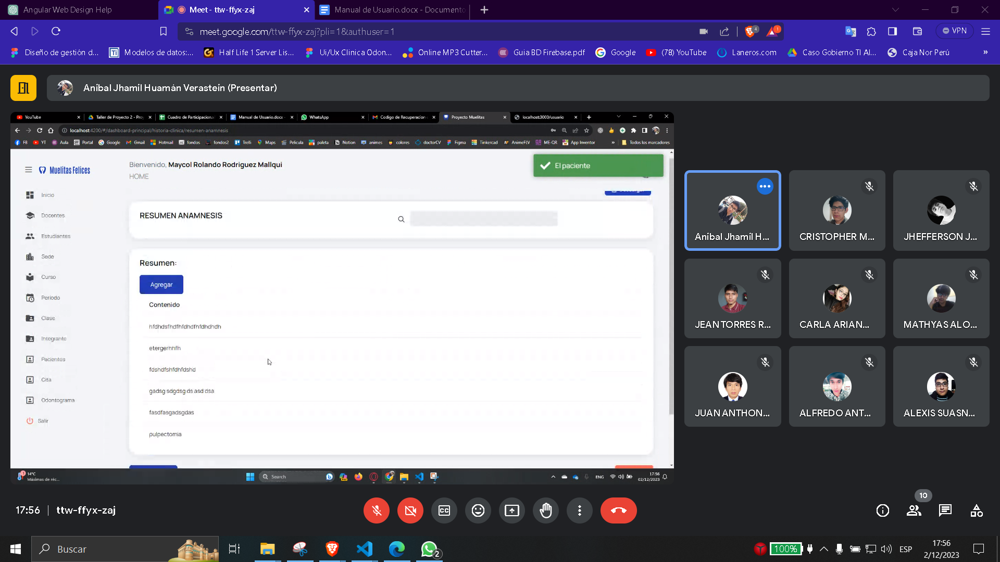 Angular Web Design Help
Meet - ttw-ffyx-zaj
Manual de Usuario.docx - Documento
meet.google.com/ttw-ffyx-zaj?pli=1&authuser=1
4
1
VPN
Diseño de gestión d...
Modelos de datos:...
Half Life 1 Server Lis...
Ui/Ux Clinica Odon...
Online MP3 Cutter...
Guia BD Firebase.pdf
Google
(78) YouTube
Laneros.com
Caso Gobierno TI Al...
Caja Nor Perú
»
Anibal Jhamil Huamán Verastein (Presentar)
YouTube
Taller de Proyecto 2 - Pro
Cuadro de Participacion.x
Manual de Usuario.docx -
WhatsApp
Codigo de Recuperacion
Proyecto Muelitas
localhost:3000/usuario
localhost:4200/#/dashboard-principal/historia-clinica/resumen-anamnesis
FB
YT
Aula
Portal
Google
Gmail
Hotmail
fondos
fondos2
Trelli
Maps
Pelicula
paleta
Notion
animes
colores
doctorCV
Figma
Tinkercad
AnimeFLV
ME-QR
App Inventor
»
Todos los marcadores
Muelitas Felices
Bienvenido, Maycol Rolando Rodriguez Mallqui
HOME
El paciente
Inicio
Docentes
Estudiantes
Sede
Curso
Período
Clase
Integrante
Pacientes
Cita
Odontograma
Salir
RESUMEN ANAMNESIS
Resumen:
Agregar
Contenido
hfdhdsfhdfhfdhdfhfdhdhdh
etergerhnfh
fdshdfshfdhfdshd
gadsg sdgdsg ds asd dsa
fasdfasgadsgdas
pulpectomia
1
14°C
Máximas de réc...
Search
ENG
17:56
02/12/2023
Anibal Jhamil H...
CRISTOPHER M...
JHEFFERSON J...
JEAN TORRES R...
CARLA ARIAN...
MATHYAS ALO...
JUAN ANTHON...
ALFREDO ANT...
ALEXIS SUASN...
17:56
ttw-ffyx-zaj
CC
10
Buscar
2
100%
ESP
17:56
2/12/2023